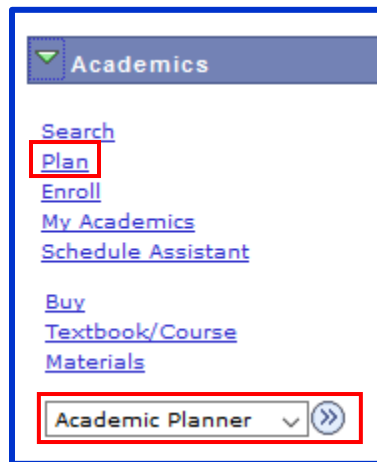 Academics
Search
Plan
Enroll
My Academics
Schedule Assistant
Buy
Textbook/Course
Materials
Academic Planner